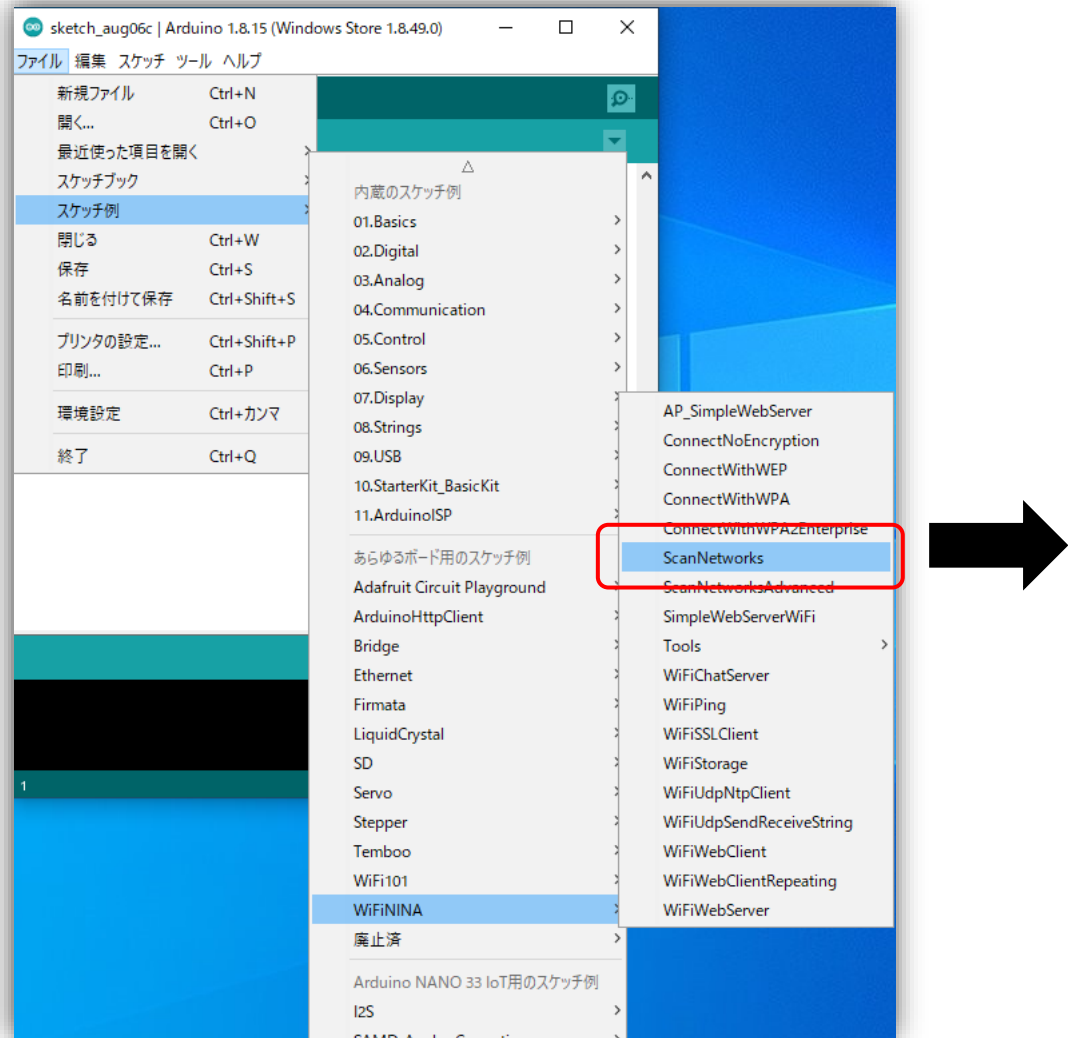 sketch_aug06c | Arduino 1.8.15 (Windows Store 1.8.49.0)
ファイル 編集 スケッチ ツール ヘルプ
新規ファイル Ctrl+N
開く... Ctrl+O
最近使った項目を開く
スケッチブック
スケッチ例
閉じる Ctrl+W
保存 Ctrl+S
名前を付けて保存 Ctrl+Shift+S
プリンタの設定... Ctrl+Shift+P
印刷... Ctrl+P
環境設定 Ctrl+カンマ
終了 Ctrl+Q
1
内蔵のスケッチ例
01.Basics
02.Digital
03.Analog
04.Communication
05.Control
06.Sensors
07.Display
08.Strings
09.USB
10.StarterKit_BasicKit
11.ArduinoISP
あらゆるボード用のスケッチ例
Adafruit Circuit Playground
ArduinoHttpClient
Bridge
Ethernet
Firmata
LiquidCrystal
SD
Servo
Stepper
Temboo
WiFi101
WiFiNINA
廃止済
Arduino NANO 33 IoT用のスケッチ例
I2S
AP_SimpleWebServer
ConnectNoEncryption
ConnectWithWEP
ConnectWithWPA
ConnectWithWPA2Enterprise
ScanNetworks
ScanNetworksAdvanced
SimpleWebServerWiFi
Tools
WiFiChatServer
WiFiPing
WiFiSSLClient
WiFiStorage
WiFiUdpNtpClient
WiFiUdpSendReceiveString
WiFiWebClient
WiFiWebClientRepeating
WiFiWebServer